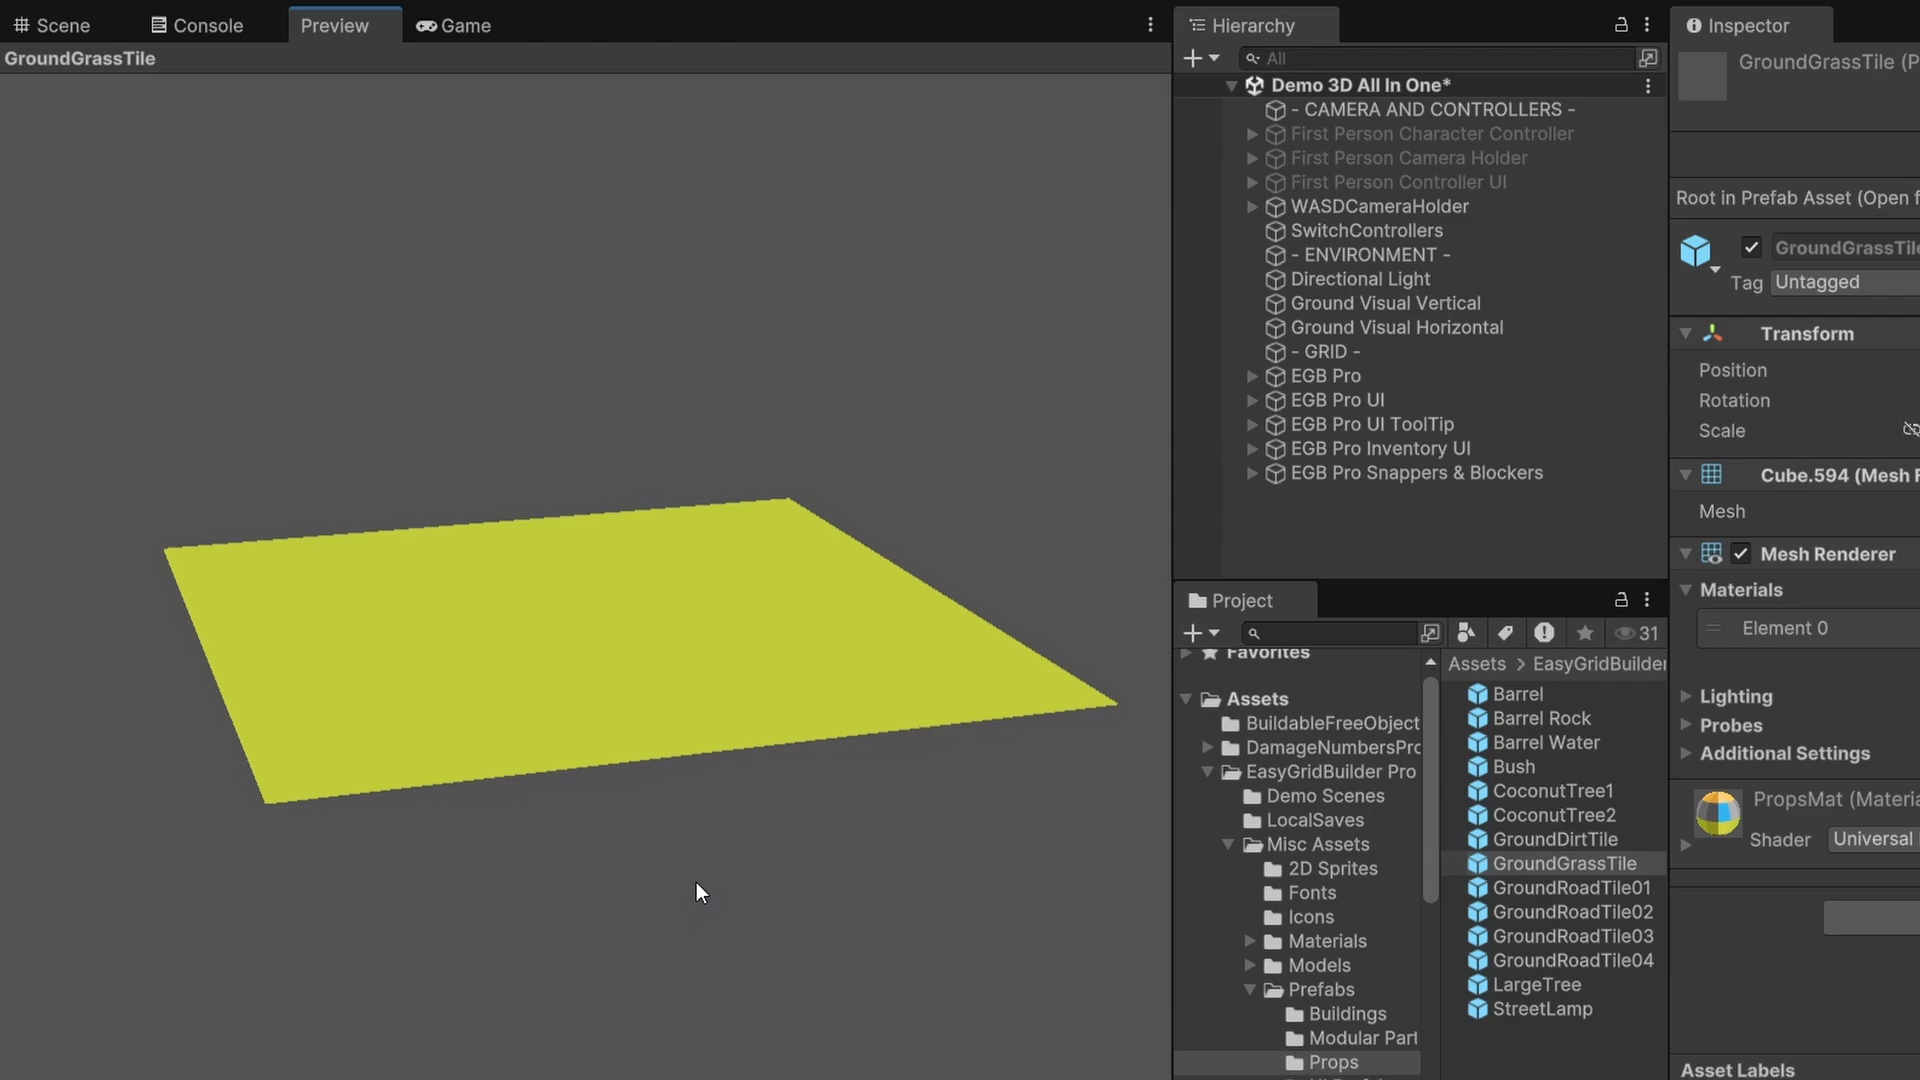 Scene
Console
Preview
Game
GroundGrassTile
Hierarchy
All
Demo 3D All In One*
- CAMERA AND CONTROLLERS -
First Person Character Controller
First Person Camera Holder
First Person Controller UI
WASDCameraHolder
SwitchControllers
- ENVIRONMENT -
Directional Light
Ground Visual Vertical
Ground Visual Horizontal
- GRID -
EGB Pro
EGB Pro UI
EGB Pro UI ToolTip
EGB Pro Inventory UI
EGB Pro Snappers & Blockers
Project
31
Favorites
Assets
BuildableFreeObject
DamageNumbersPro
EasyGridBuilder Pro
Demo Scenes
LocalSaves
Misc Assets
2D Sprites
Fonts
Icons
Materials
Models
Prefabs
Buildings
Modular Part
Props
Assets > EasyGridBuilder
Barrel
Barrel Rock
Barrel Water
Bush
CoconutTree1
CoconutTree2
GroundDirtTile
GroundGrassTile
GroundRoadTile01
GroundRoadTile02
GroundRoadTile03
GroundRoadTile04
LargeTree
StreetLamp
Inspector
GroundGrassTile (P
Root in Prefab Asset (Open f
GroundGrassTile
Tag Untagged
Transform
Position
Rotation
Scale
Cube.594 (Mesh F
Mesh
Mesh Renderer
Materials
Element 0
Lighting
Probes
Additional Settings
PropsMat (Materia
Shader Universal
Asset Labels